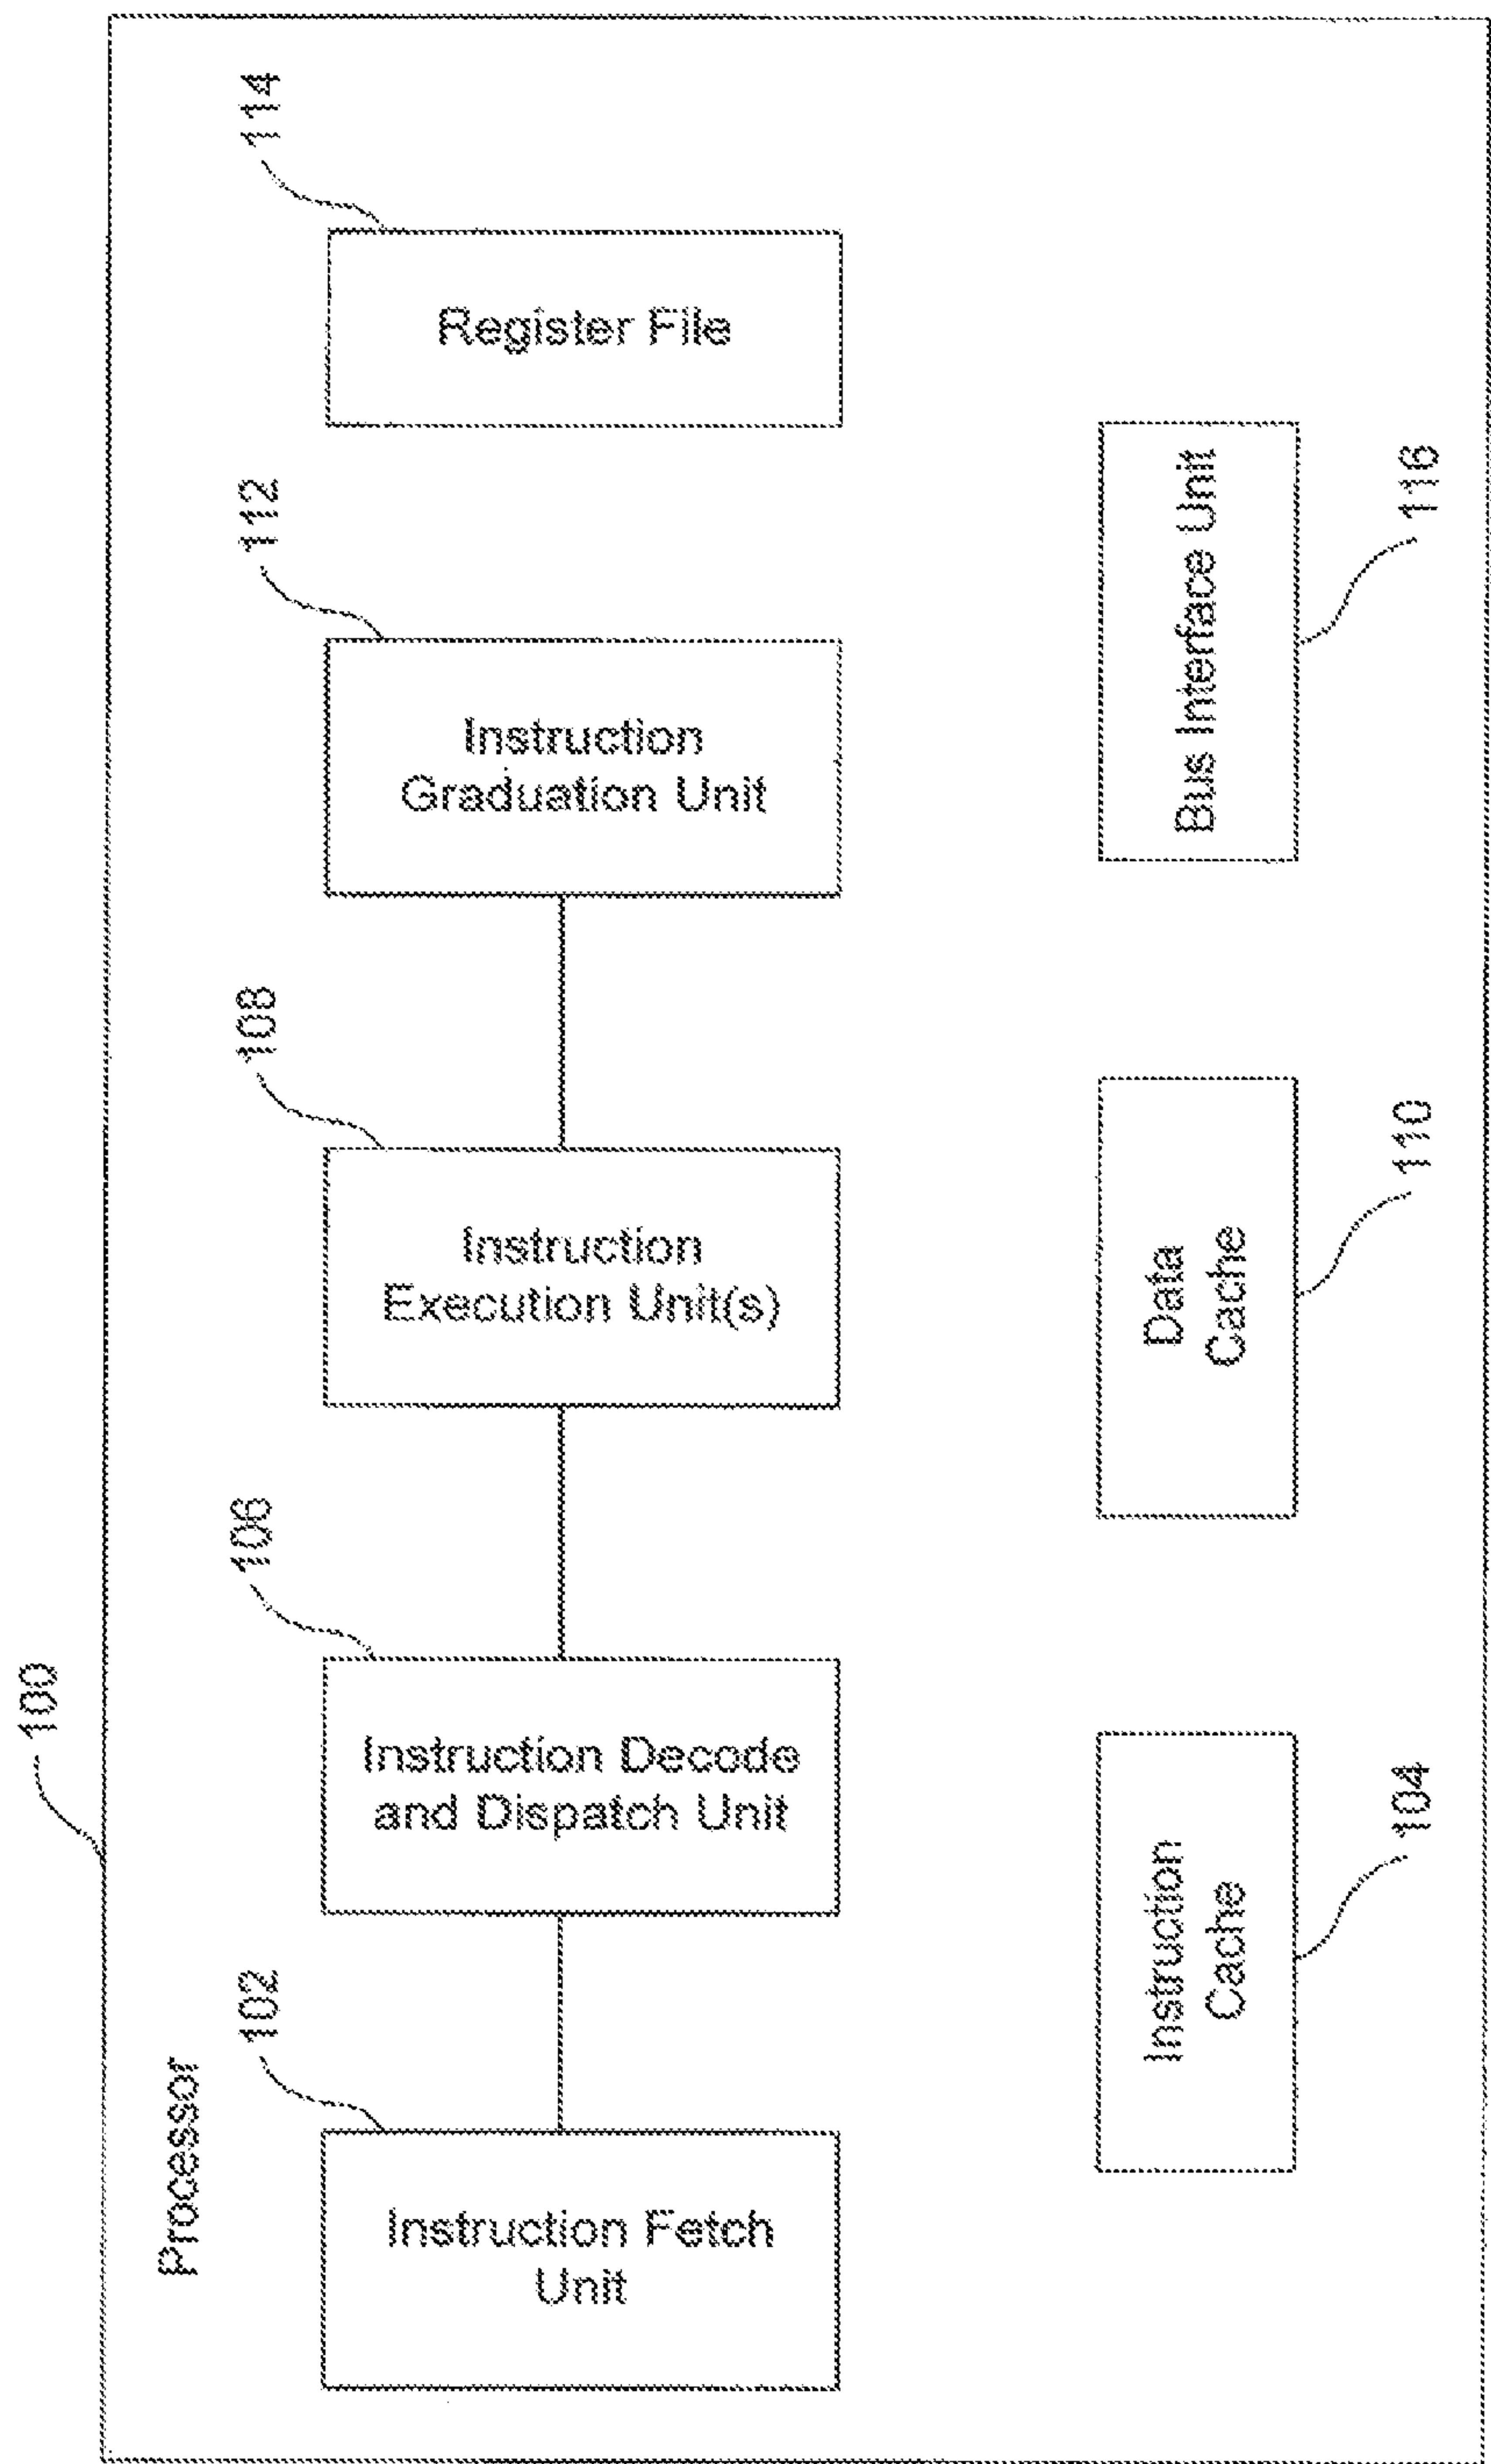 100
Processor
102
Instruction Fetch
Unit
106
Instruction Decode
and Dispatch Unit
108
Instruction
Execution Unit(s)
112
Instruction
Graduation Unit
114
Register File
Instruction
Cache
104
Data
Cache
110
Bus Interface Unit
116